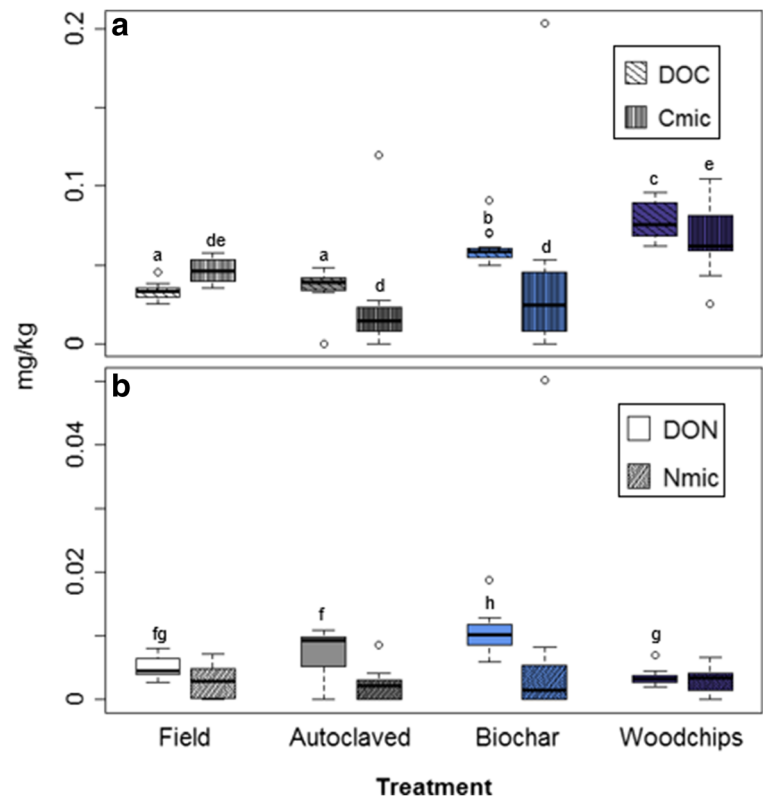 a
0.2
DOC
Cmic
e
c
0.1
b
de
a
a
d
d
0
mg/kg
b
DON
0.04
Nmic
0.02
h
f
fg
g
0
Field Autoclaved Biochar Woodchips
Treatment